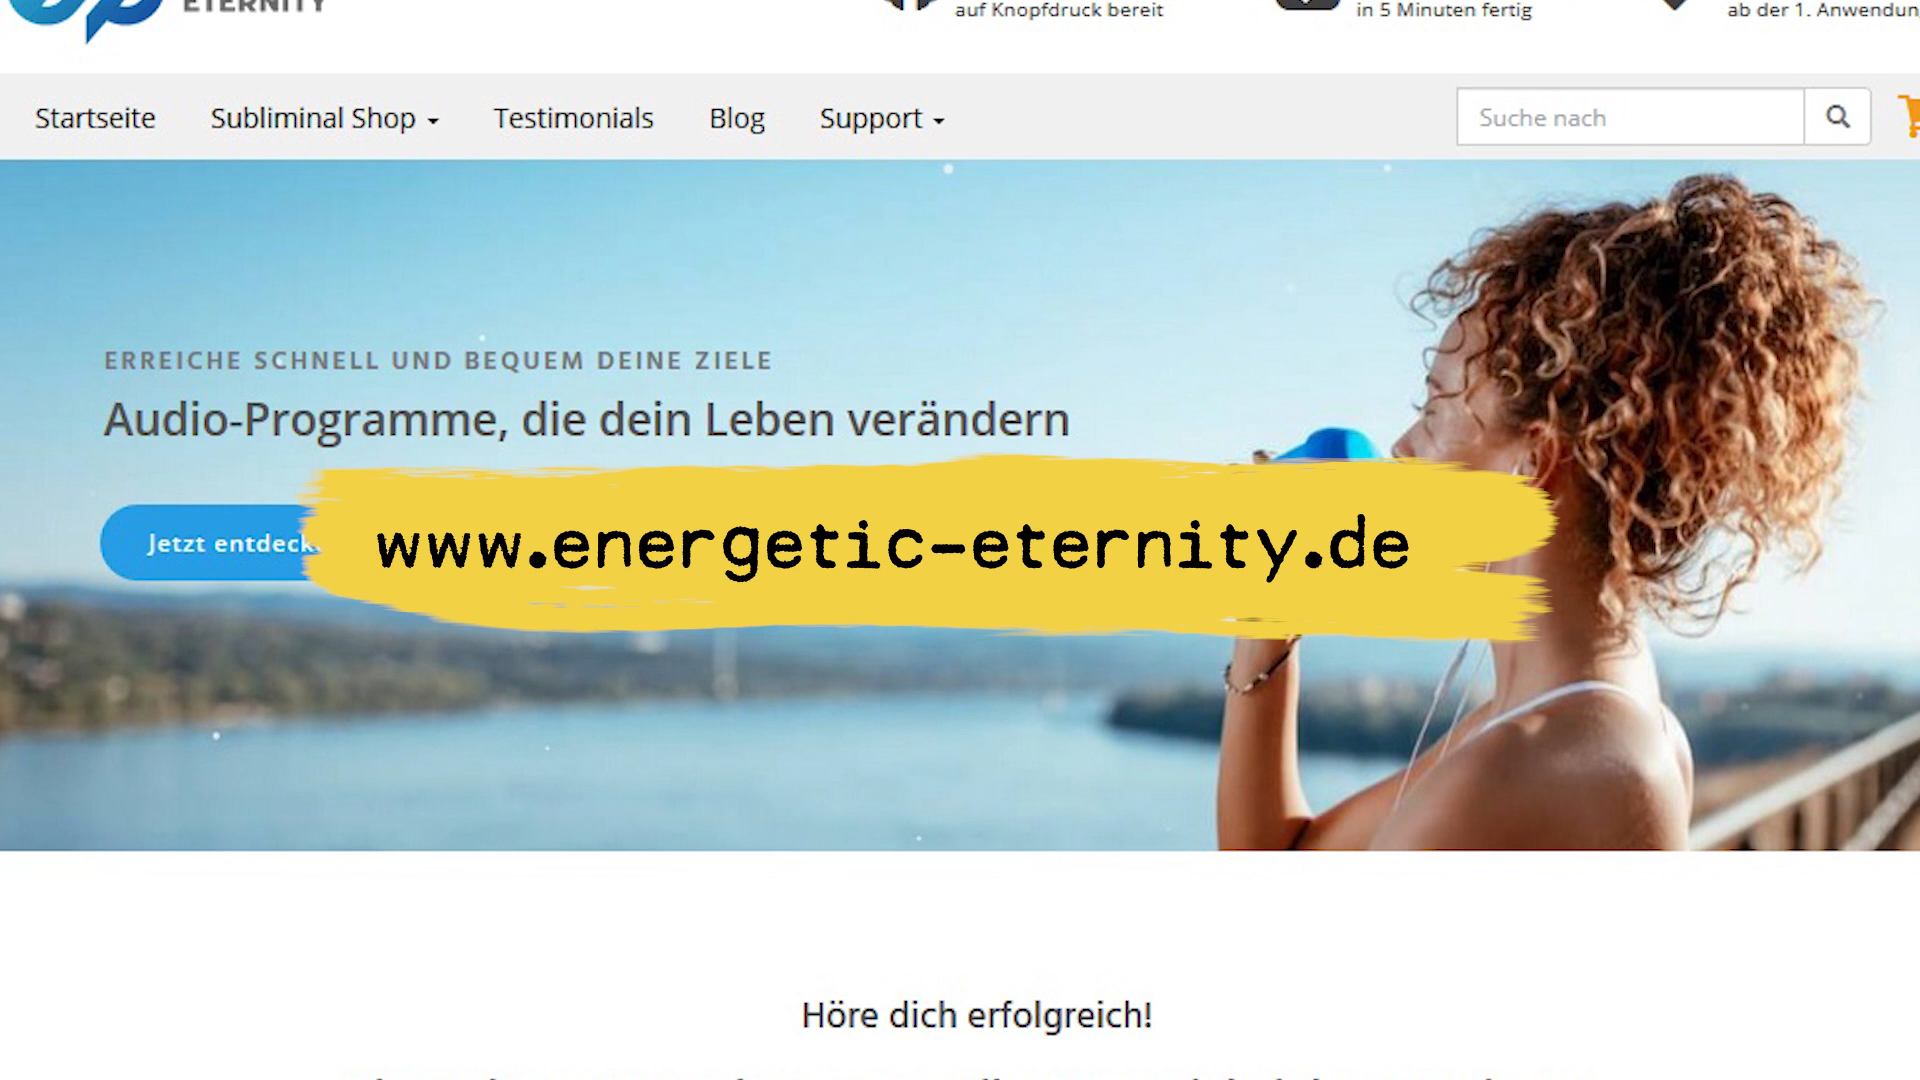 ETERNITY
auf Knopfdruck bereit
in 5 Minuten fertig
ab der 1.
Startseite
Subliminal Shop
Testimonials
Blog
Support
Suche nach
ERREICHE SCHNELL UND BEQUEM DEINE ZIELE
Audio-Programme, die dein Leben verändern
Jetzt
www.energetic-eternity.de
Höre dich erfolgreich!